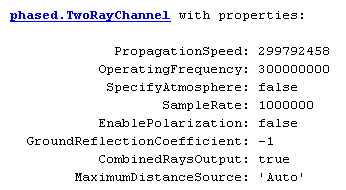 phased.TwoRayChannel with properties:
PropagationSpeed: 299792458
OperatingFrequency: 300000000
SpecifyAtmosphere: false
SampleRate: 1000000
EnablePolarization: false
GroundReflectionCoefficient: -1
CombinedRaysOutput: true
MaximumDistanceSource: 'Auto'